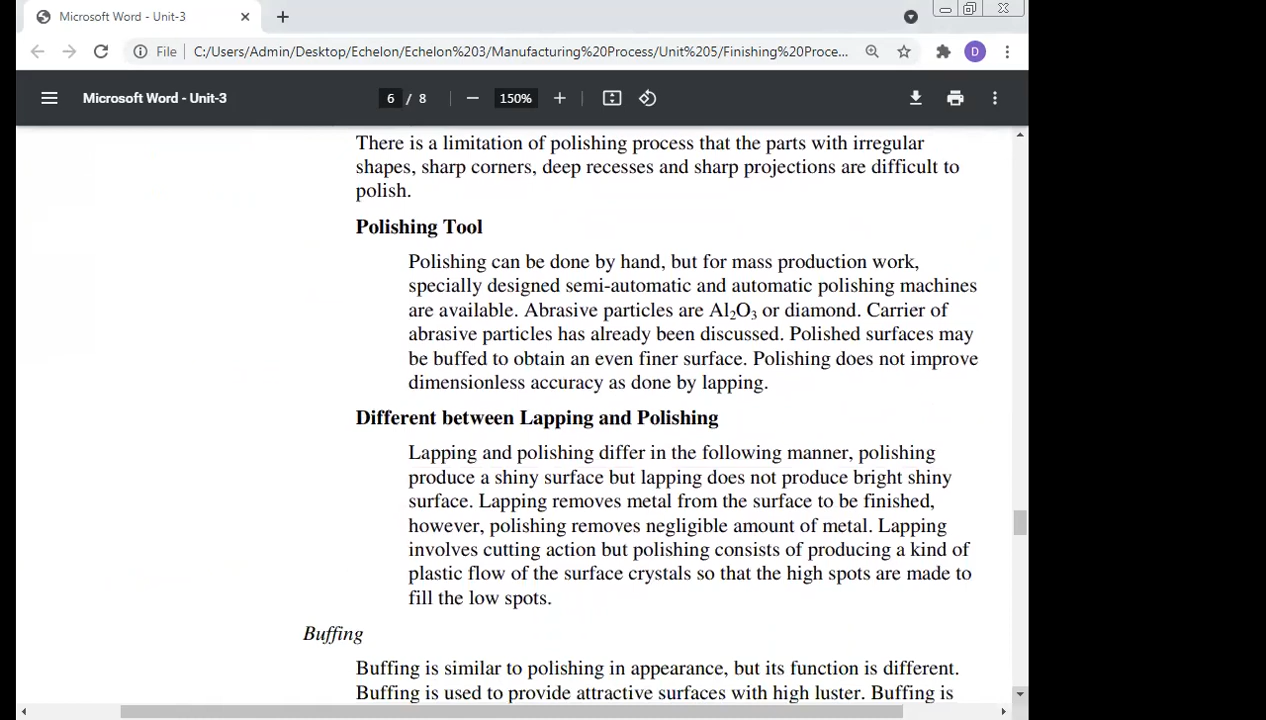 Microsoft Word - Unit-3
File C:/Users/Admin/Desktop/Echelon/Echelon%203/Manufacturing%20Process/Unit%205/Finishing%20Proce...
D
Microsoft Word - Unit-3 6 / 8 150%
There is a limitation of polishing process that the parts with irregular
shapes, sharp corners, deep recesses and sharp projections are difficult to
polish.
Polishing Tool
Polishing can be done by hand, but for mass production work,
specially designed semi-automatic and automatic polishing machines
are available. Abrasive particles are Al₂O₃ or diamond. Carrier of
abrasive particles has already been discussed. Polished surfaces may
be buffed to obtain an even finer surface. Polishing does not improve
dimensionless accuracy as done by lapping.
Different between Lapping and Polishing
Lapping and polishing differ in the following manner, polishing
produce a shiny surface but lapping does not produce bright shiny
surface. Lapping removes metal from the surface to be finished,
however, polishing removes negligible amount of metal. Lapping
involves cutting action but polishing consists of producing a kind of
plastic flow of the surface crystals so that the high spots are made to
fill the low spots.
Buffing
Buffing is similar to polishing in appearance, but its function is different.
Buffing is used to provide attractive surfaces with high luster. Buffing is